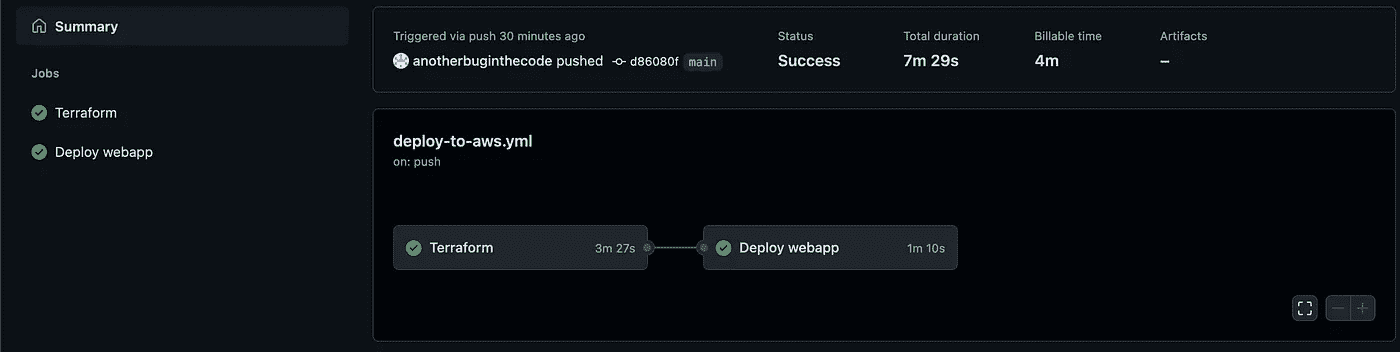 Summary
Jobs
Terraform
Deploy webapp
Triggered via push 30 minutes ago
anotherbuginthecode pushed d86080f main
Status
Success
Total duration
7m 29s
Billable time
4m
Artifacts
–
deploy-to-aws.yml
on: push
Terraform 3m 27s
Deploy webapp 1m 10s